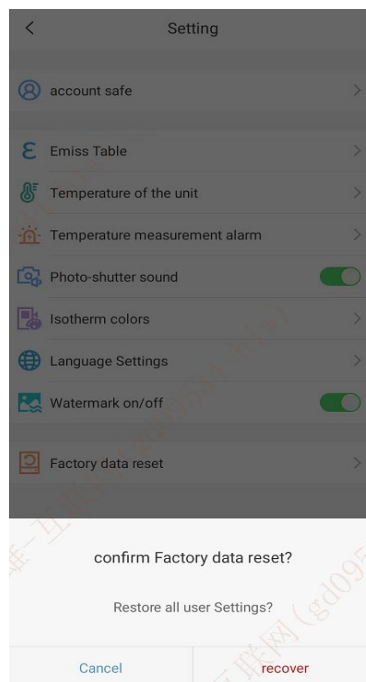 Setting
account safe
Emiss Table
Temperature of the unit
Temperature measurement alarm
Photo-shutter sound
Isotherm colors
Language Settings
Watermark on/off
Factory data reset
confirm Factory data reset?
Restore all user Settings?
Cancel
recover